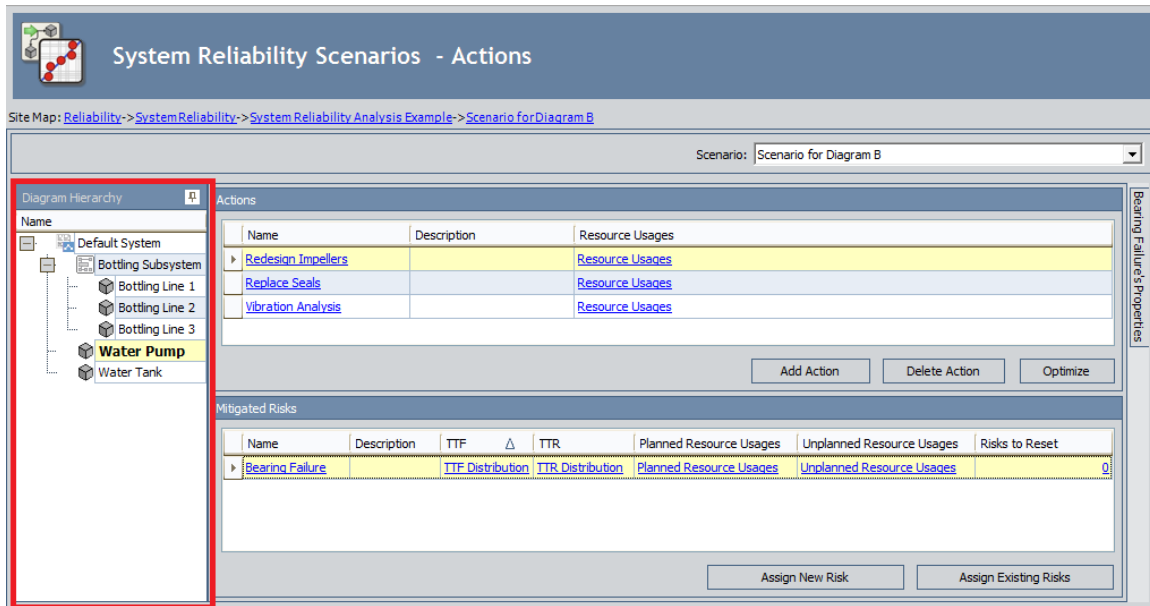 System Reliability Scenarios - Actions
Site Map: Reliability->System Reliability->System Reliability Analysis Example->Scenario for Diagram B
Scenario: Scenario for Diagram B
Diagram Hierarchy
Name
Default System
Bottling Subsystem
Bottling Line 1
Bottling Line 2
Bottling Line 3
Water Pump
Water Tank
Actions
Name Description Resource Usages
Redesign Impellers Resource Usages
Replace Seals Resource Usages
Vibration Analysis Resource Usages
Add Action Delete Action Optimize
Mitigated Risks
Name Description TTF TTR Planned Resource Usages Unplanned Resource Usages Risks to Reset
Bearing Failure TTF Distribution TTR Distribution Planned Resource Usages Unplanned Resource Usages 0
Assign New Risk Assign Existing Risks
Bearing Failure's Properties